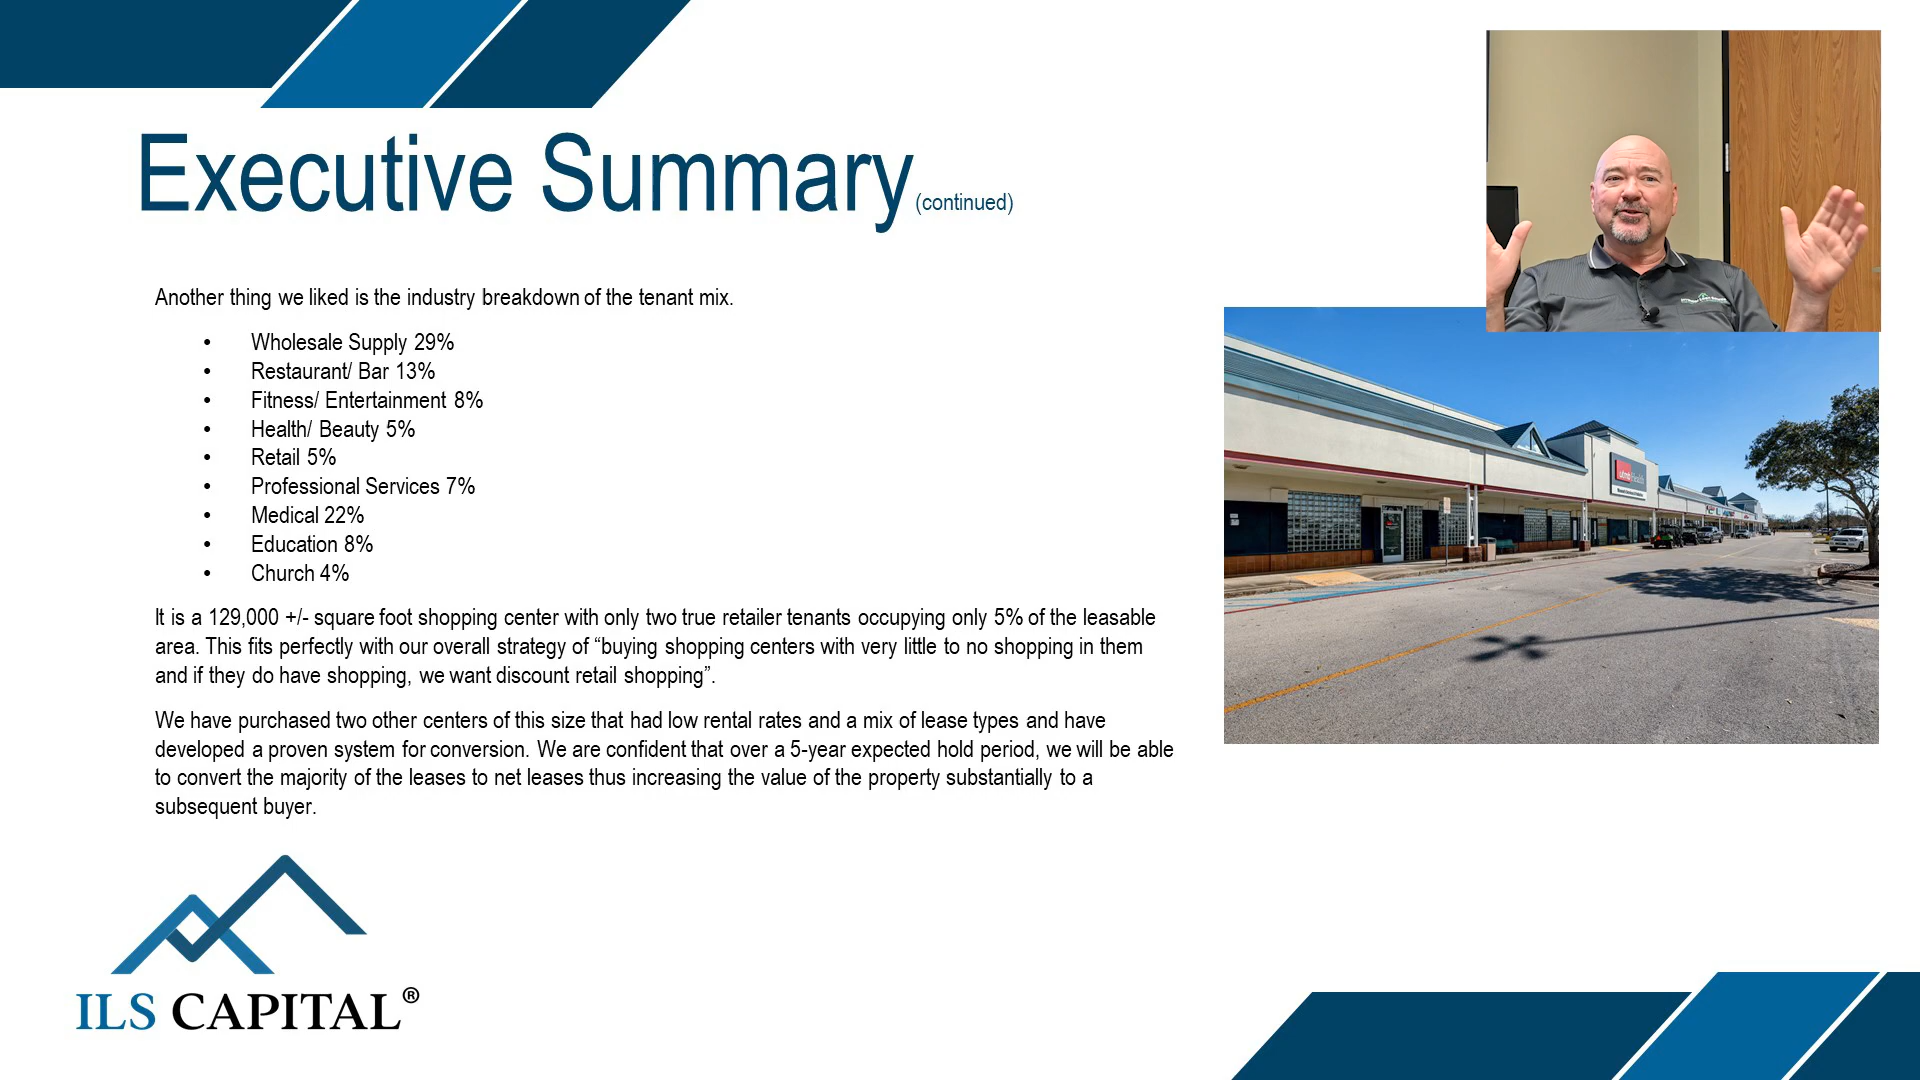 Executive Summary (continued)
Another thing we liked is the industry breakdown of the tenant mix.
• Wholesale Supply 29%
• Restaurant/ Bar 13%
• Fitness/ Entertainment 8%
• Health/ Beauty 5%
• Retail 5%
• Professional Services 7%
• Medical 22%
• Education 8%
• Church 4%
It is a 129,000 +/- square foot shopping center with only two true retailer tenants occupying only 5% of the leasable
area. This fits perfectly with our overall strategy of “buying shopping centers with very little to no shopping in them
and if they do have shopping, we want discount retail shopping”.
We have purchased two other centers of this size that had low rental rates and a mix of lease types and have
developed a proven system for conversion. We are confident that over a 5-year expected hold period, we will be able
to convert the majority of the leases to net leases thus increasing the value of the property substantially to a
subsequent buyer.
utmb Health
ILS CAPITAL®